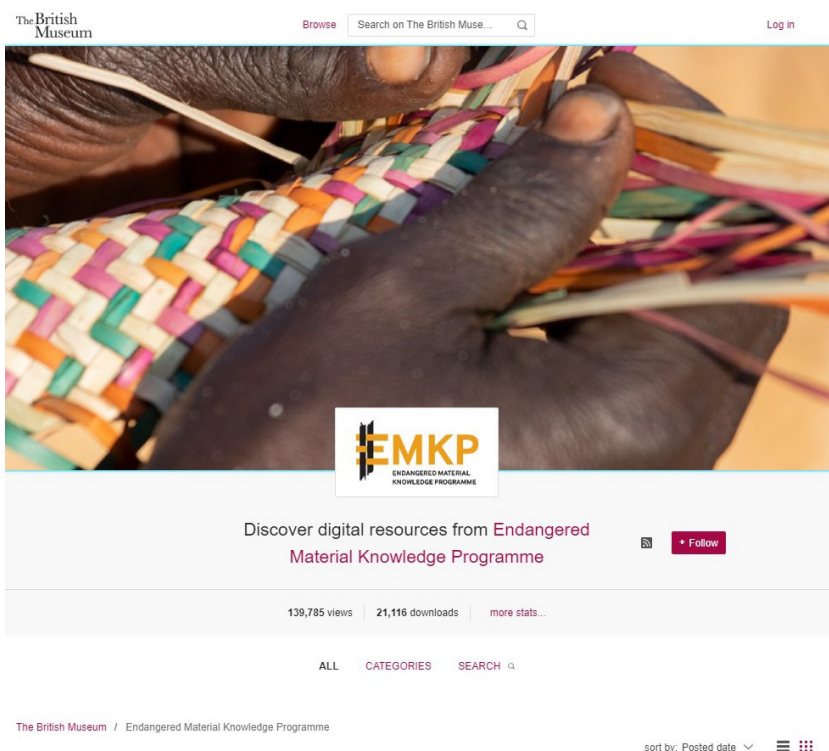 The British
Museum
Browse
Search on The British Muse...
Log in
EMKP
ENDANGERED MATERIAL
KNOWLEDGE PROGRAMME
Discover digital resources from Endangered
Material Knowledge Programme
+ Follow
139,785 views
21,116 downloads
more stats...
ALL
CATEGORIES
SEARCH
The British Museum / Endangered Material Knowledge Programme
sort by: Posted date